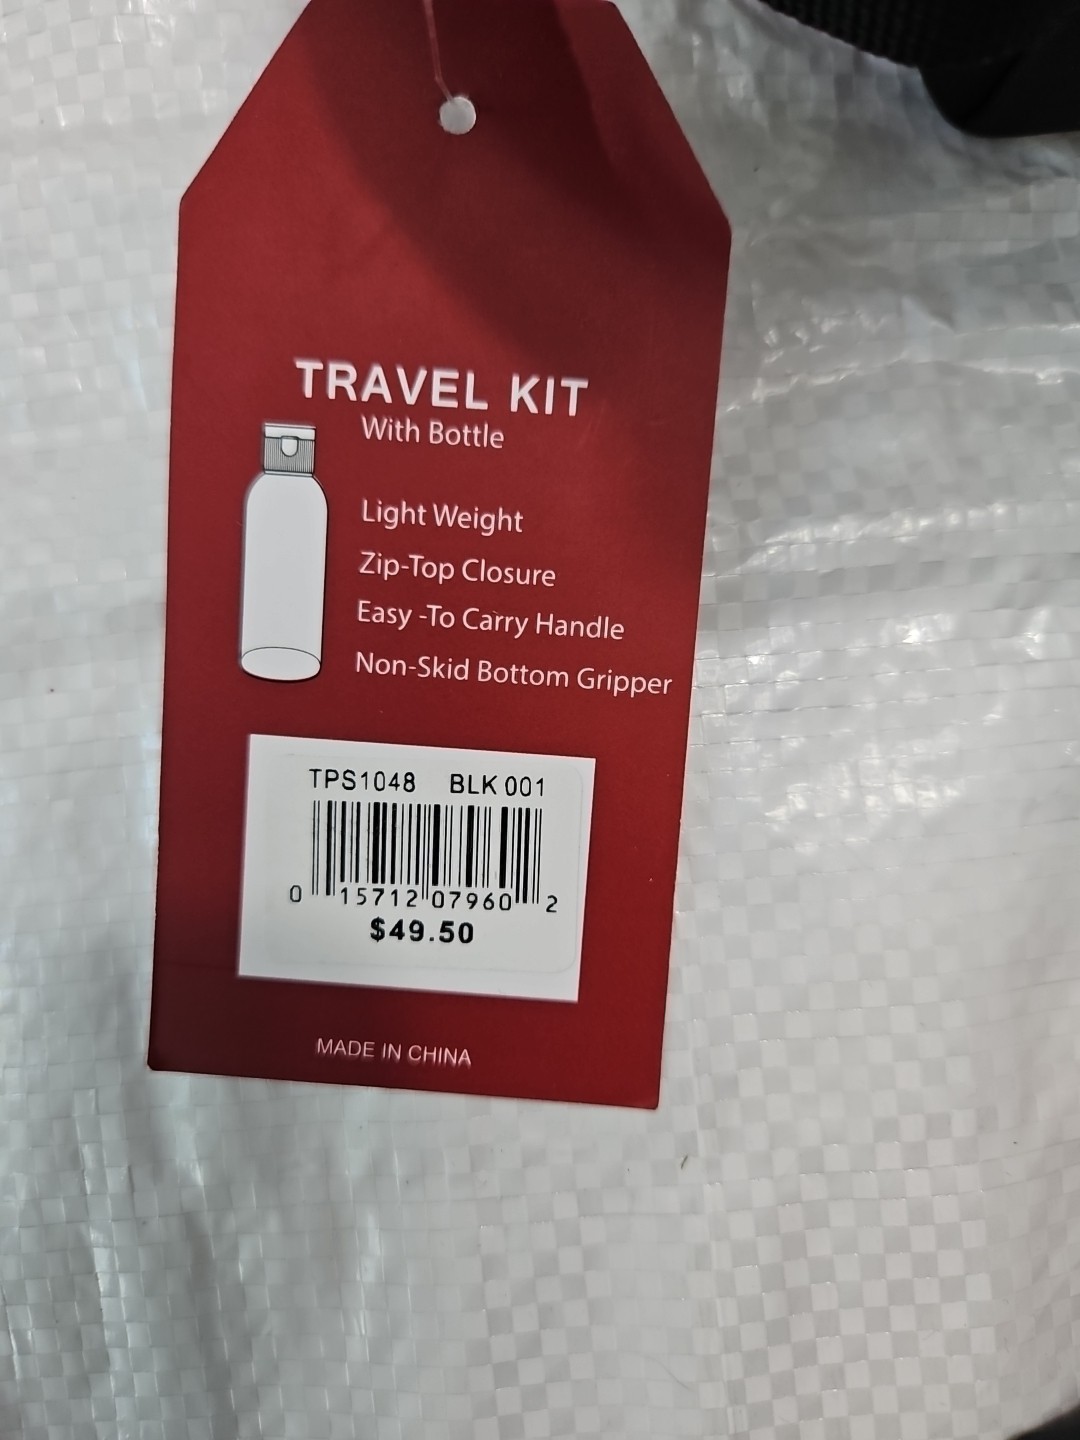 TRAVEL KIT
With Bottle
Light Weight
Zip-Top Closure
Easy -To Carry Handle
Non-Skid Bottom Gripper
TPS1048 BLK 001
0 15712 07960 2
$49.50
MADE IN CHINA